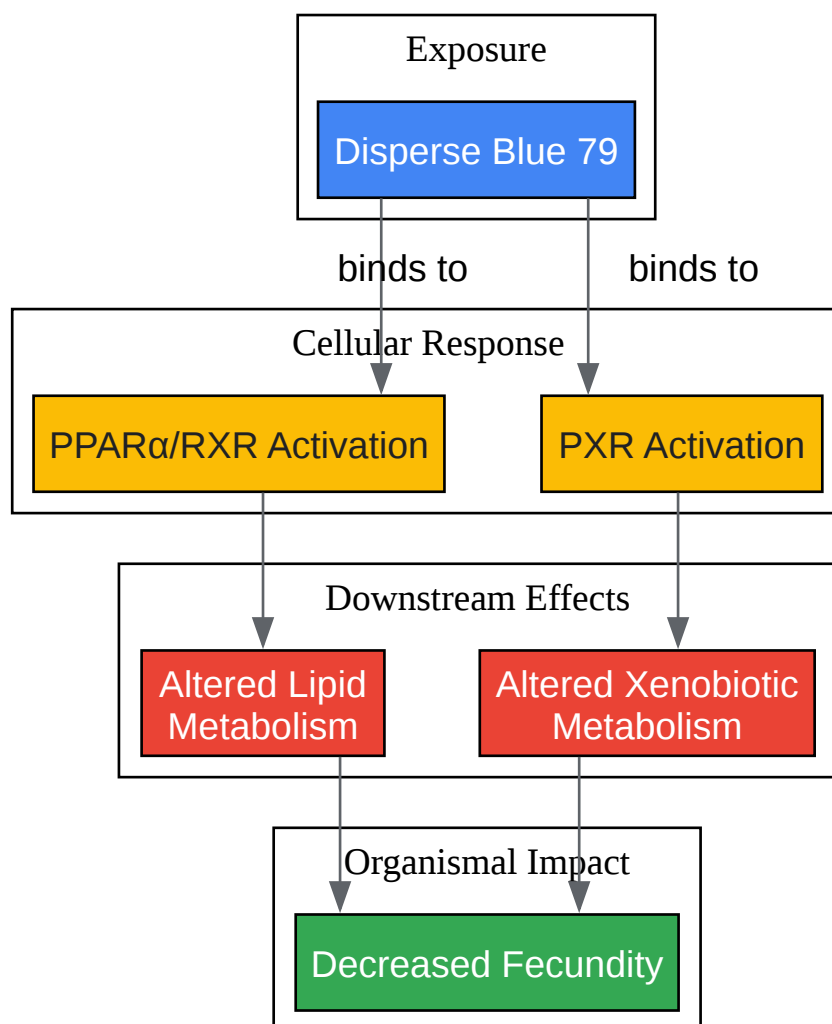 Exposure
Disperse Blue 79
binds to
binds to
Cellular Response
PPARα/RXR Activation
PXR Activation
Downstream Effects
Altered Lipid
Metabolism
Altered Xenobiotic
Metabolism
Organismal Impact
Decreased Fecundity